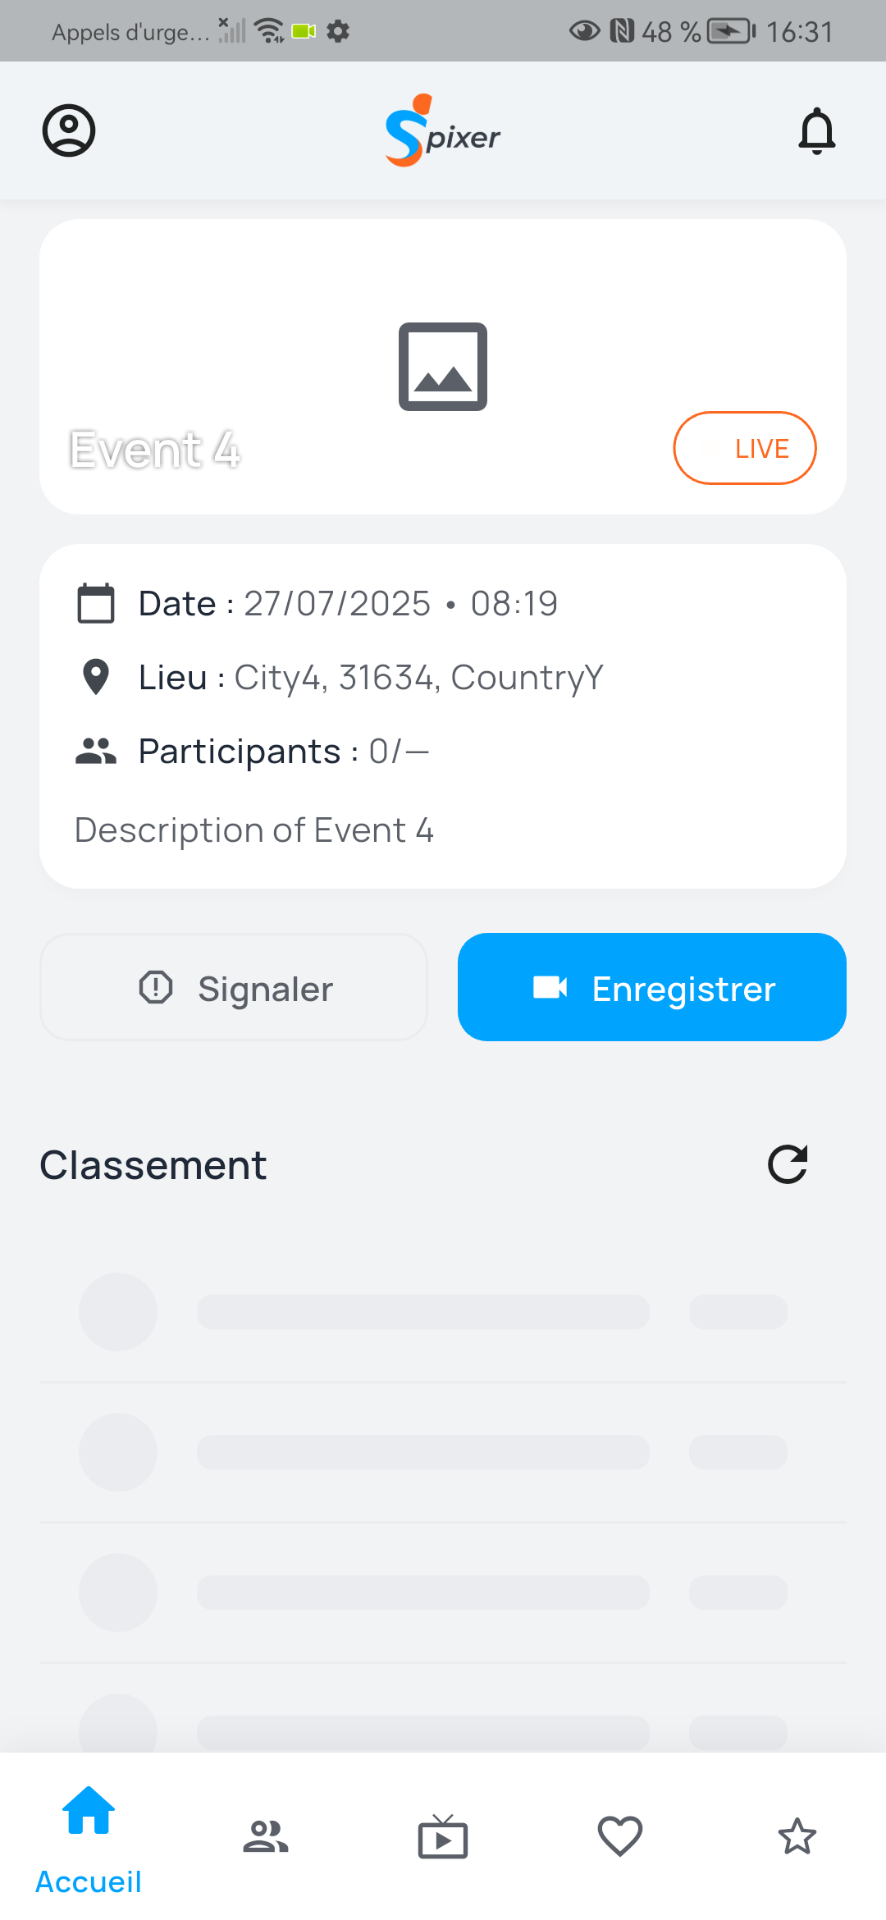 Appels d'urge... 48 % 16:31
Spixer
Event 4
LIVE
Date : 27/07/2025 • 08:19
Lieu : City4, 31634, CountryY
Participants : 0/—
Description of Event 4
Signaler Enregistrer
Classement
Accueil